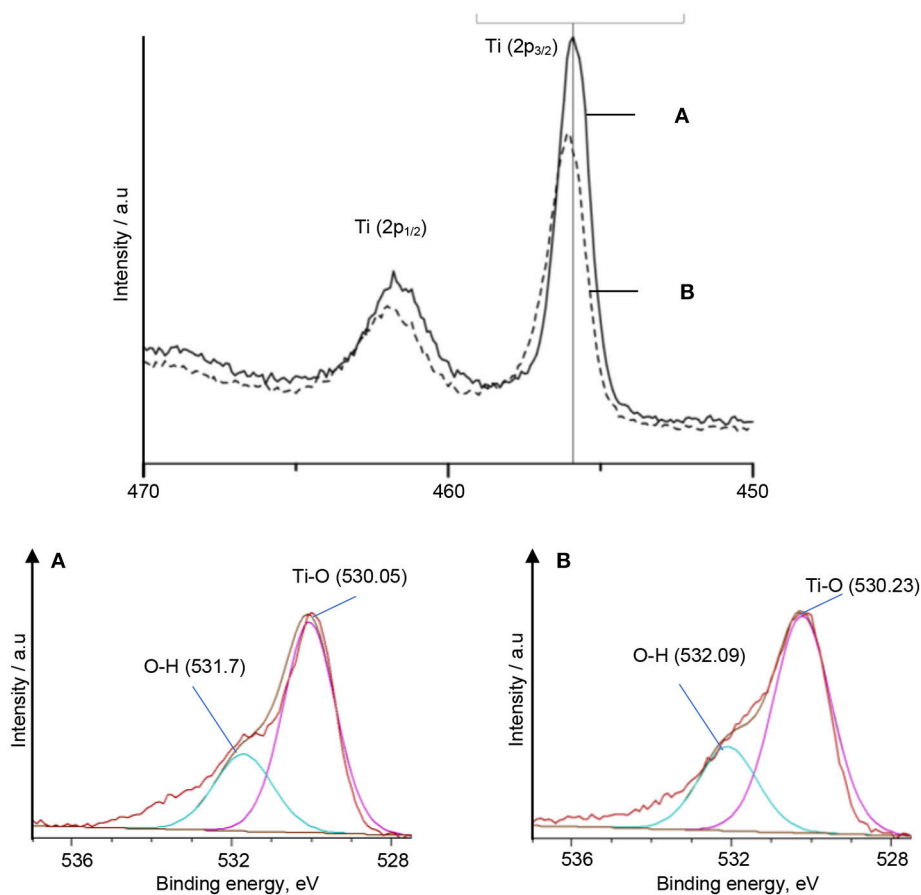 Ti (2p3/2)
A
Ti (2p1/2)
Intensity / a.u
B
470
460
450
A
Ti-O (530.05)
O-H (531.7)
Intensity / a.u
536
532
528
Binding energy, eV
B
Ti-O (530.23)
O-H (532.09)
Intensity / a.u
536
532
528
Binding energy, eV